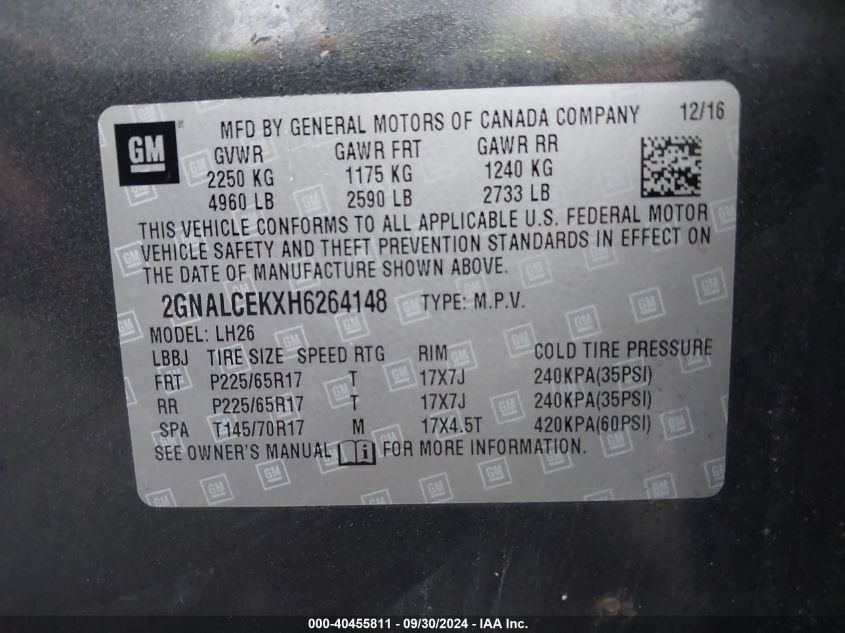 GM
MFD BY GENERAL MOTORS OF CANADA COMPANY 12/16
GVWR GAWR FRT GAWR RR
2250 KG 1175 KG 1240 KG
4960 LB 2590 LB 2733 LB
THIS VEHICLE CONFORMS TO ALL APPLICABLE U.S. FEDERAL MOTOR
VEHICLE SAFETY AND THEFT PREVENTION STANDARDS IN EFFECT ON
THE DATE OF MANUFACTURE SHOWN ABOVE.
2GNALCEKXH6264148 TYPE: M.P.V.
MODEL: LH26
LBBJ TIRE SIZE SPEED RTG RIM COLD TIRE PRESSURE
FRT P225/65R17 T 17X7J 240KPA(35PSI)
RR P225/65R17 T 17X7J 240KPA(35PSI)
SPA T145/70R17 M 17X4.5T 420KPA(60PSI)
SEE OWNER'S MANUAL i FOR MORE INFORMATION.
000-40455811 - 09/30/2024 - IAA Inc.